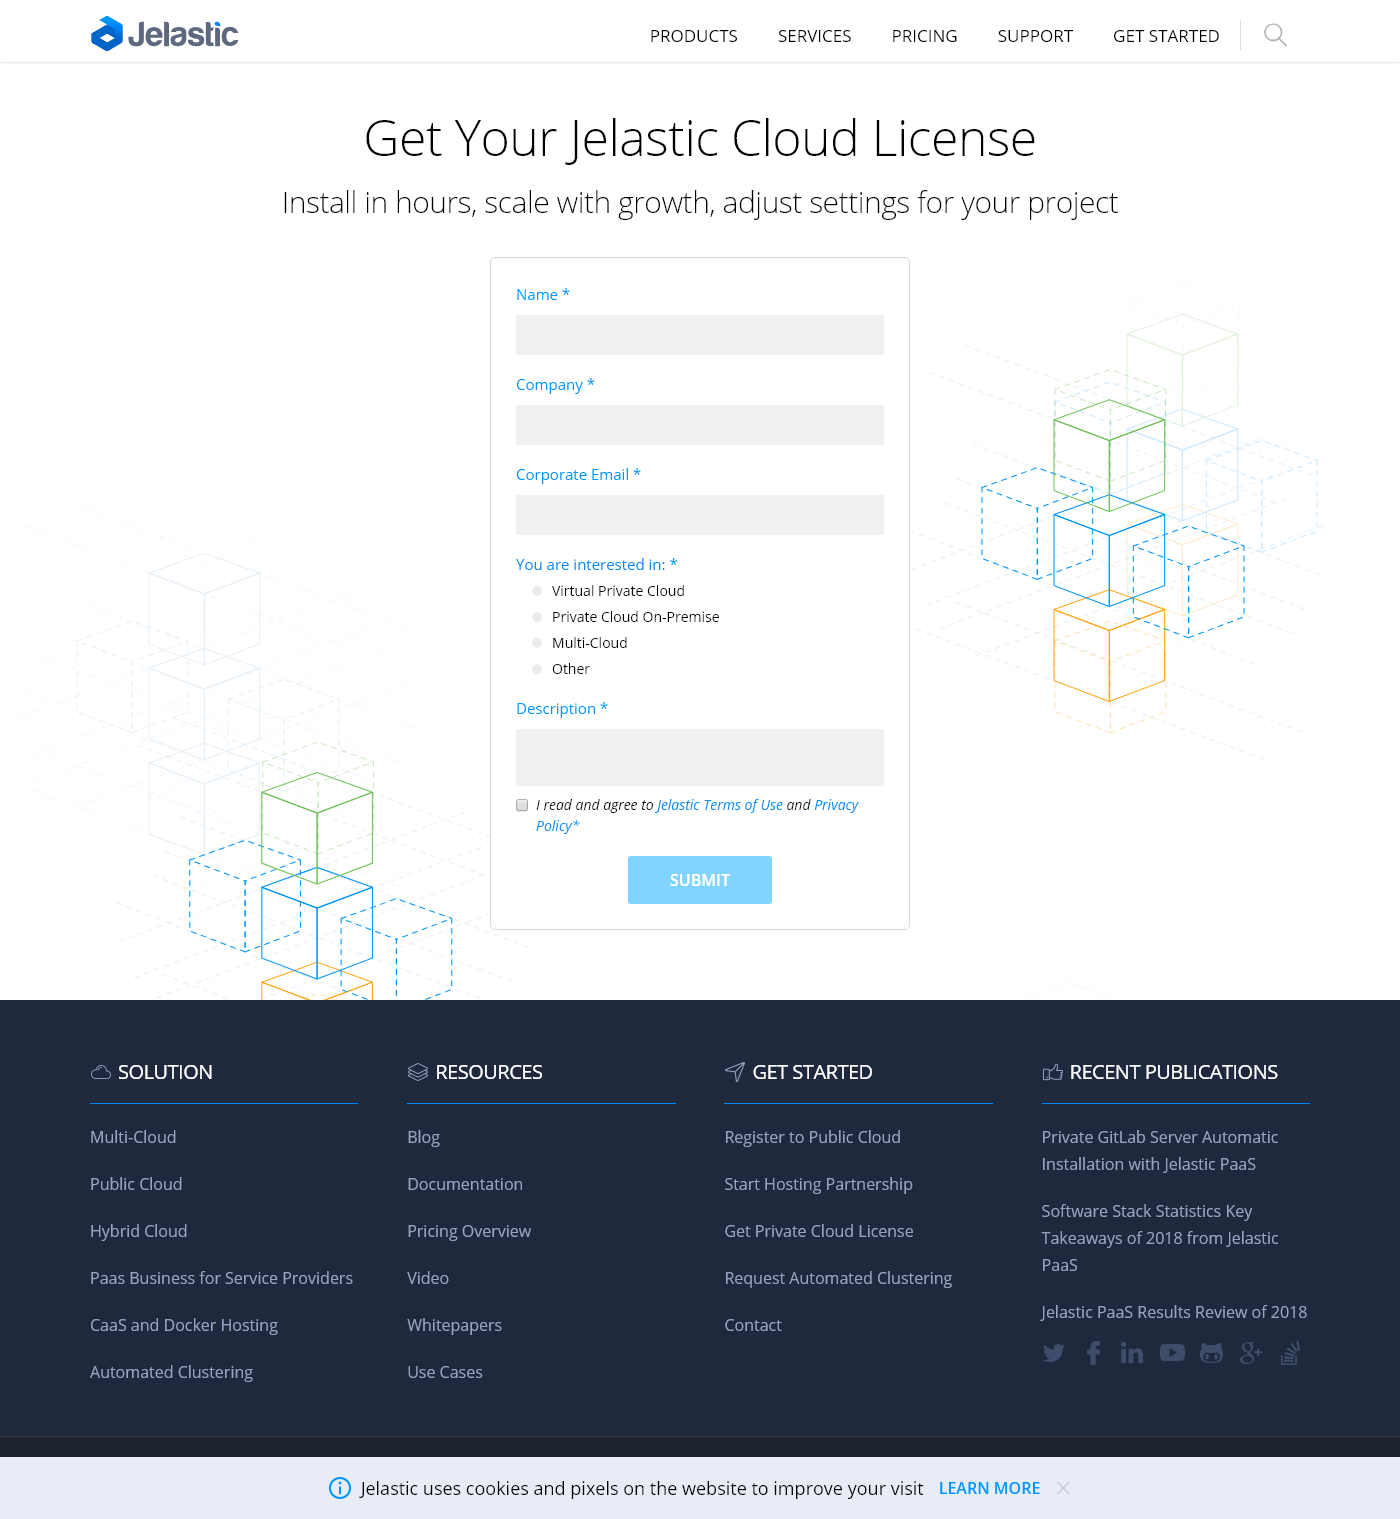 Jelastic
PRODUCTS
SERVICES
PRICING
SUPPORT
GET STARTED
Get Your Jelastic Cloud License
Install in hours, scale with growth, adjust settings for your project
Name *
Company *
Corporate Email *
You are interested in: *
Virtual Private Cloud
Private Cloud On-Premise
Multi-Cloud
Other
Description *
I read and agree to Jelastic Terms of Use and Privacy
Policy*
SUBMIT
SOLUTION
Multi-Cloud
Public Cloud
Hybrid Cloud
Paas Business for Service Providers
CaaS and Docker Hosting
Automated Clustering
RESOURCES
Blog
Documentation
Pricing Overview
Video
Whitepapers
Use Cases
GET STARTED
Register to Public Cloud
Start Hosting Partnership
Get Private Cloud License
Request Automated Clustering
Contact
RECENT PUBLICATIONS
Private GitLab Server Automatic
Installation with Jelastic PaaS
Software Stack Statistics Key
Takeaways of 2018 from Jelastic
PaaS
Jelastic PaaS Results Review of 2018
Jelastic uses cookies and pixels on the website to improve your visit LEARN MORE